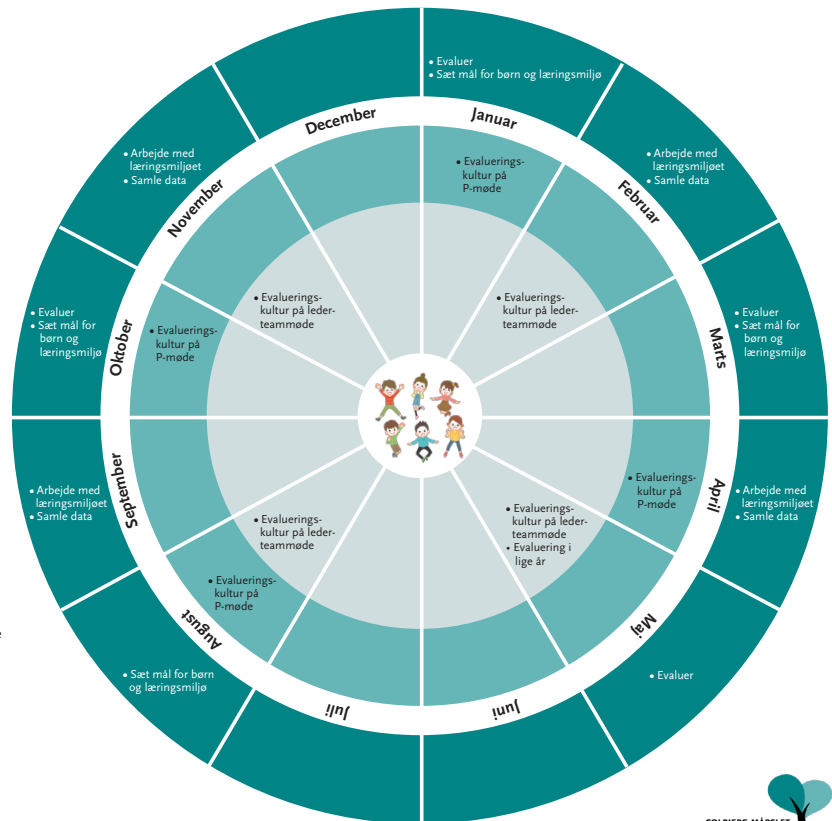 • Evaluer
• Sæt mål for børn og læringsmiljø
Januar
• Evaluerings-
kultur på
P-møde
• Arbejde med
læringsmiljøet
• Samle data
Februar
• Evaluerings-
kultur på leder-
teammøde
• Evaluer
• Sæt mål for
børn og
læringsmiljø
Marts
• Arbejde med
læringsmiljøet
• Samle data
April
• Evaluerings-
kultur på
P-møde
• Evaluer
Maj
• Evaluerings-
kultur på leder-
teammøde
• Evaluering i
lige år
Juni
Juli
• Sæt mål for børn
og læringsmiljø
August
• Evaluerings-
kultur på
P-møde
• Evaluerings-
kultur på leder-
teammøde
• Arbejde med
læringsmiljøet
• Samle data
September
• Evaluer
• Sæt mål for
børn og
læringsmiljø
Oktober
• Evaluerings-
kultur på
P-møde
• Arbejde med
læringsmiljøet
• Samle data
November
• Evaluerings-
kultur på leder-
teammøde
December